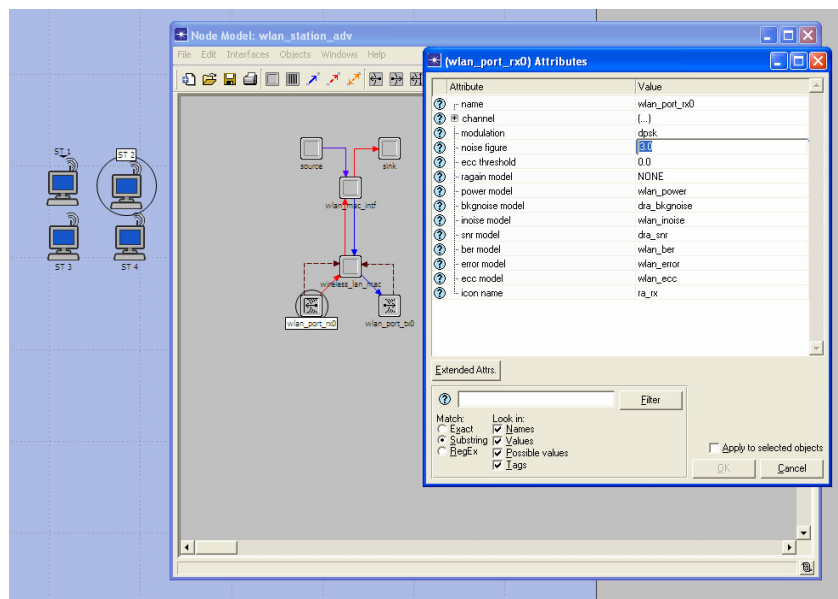 Node Model: wlan_station_adv
File Edit Interfaces Objects Windows Help
ST 1
ST 2
ST 3
ST 4
source
sink
wlan_mac_intf
wireless_lan_mac
wlan_port_rx0
wlan_port_tx0
(wlan_port_rx0) Attributes
Attribute Value
name wlan_port_rx0
channel (...)
modulation dpsk
noise figure 3.0
ecc threshold 0.0
ragain model NONE
power model wlan_power
bkgnoise model dra_bkgnoise
inoise model wlan_inoise
snr model dra_snr
ber model wlan_ber
error model wlan_error
ecc model wlan_ecc
icon name ra_rx
Extended Attrs.
Filter
Match: Look in:
Exact Names
Substring Values
RegEx Possible values
Tags
Apply to selected objects
OK Cancel